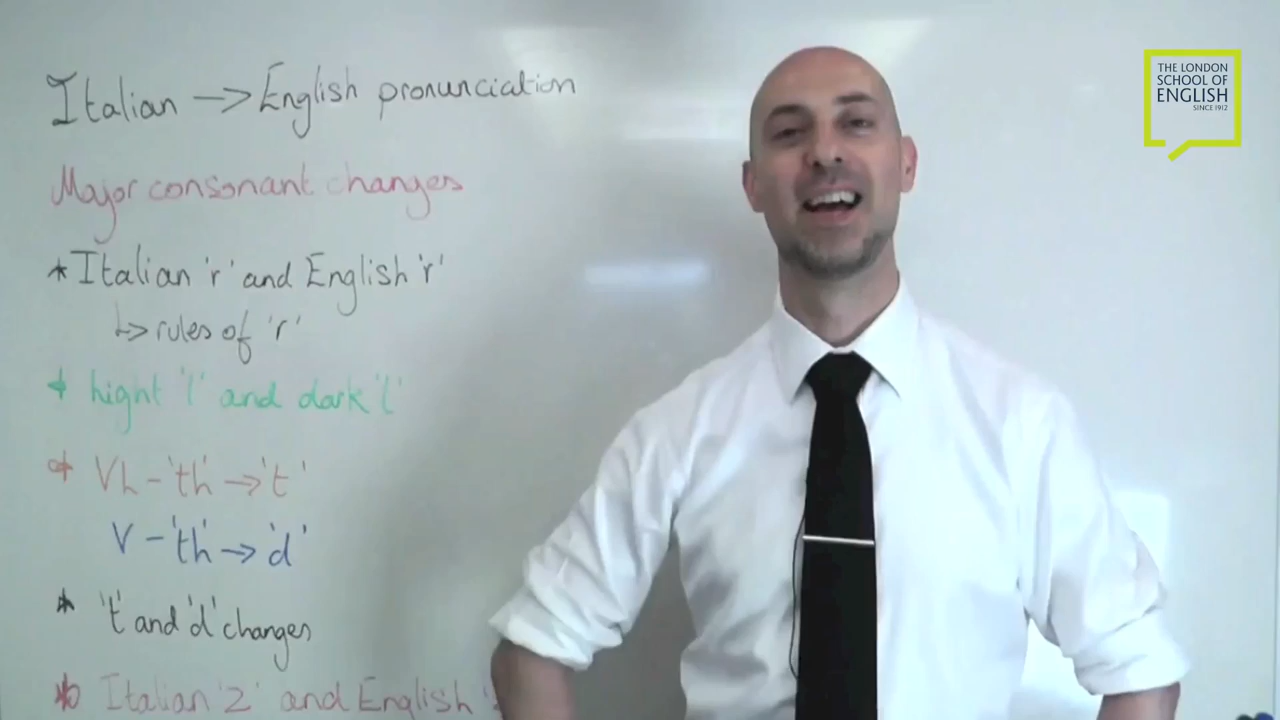 Italian -> English pronunciation
Major consonant changes
* Italian 'r' and English 'r'
↳ rules of 'r'
* light 'l' and dark 'l'
* Vh - 'th' -> 't'
V - 'th' -> 'd'
* 't' and 'd' changes
* Italian 'z' and English '
THE LONDON
SCHOOL OF
ENGLISH
SINCE 1912